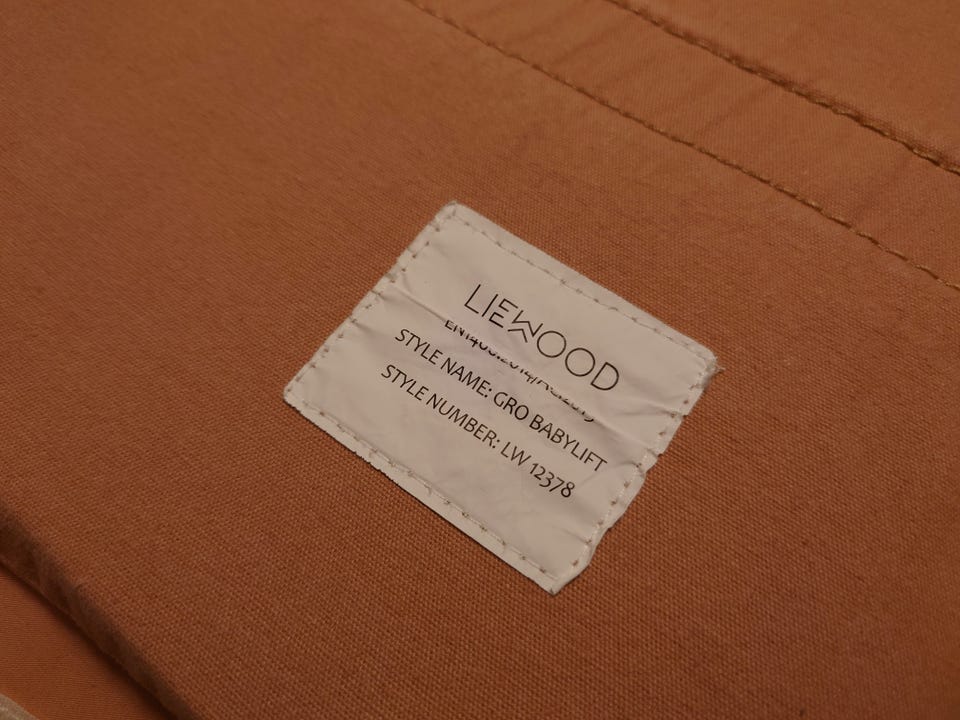 LIEWOOD
STYLE NAME: GRO BABYLIFT
STYLE NUMBER: LW 12378